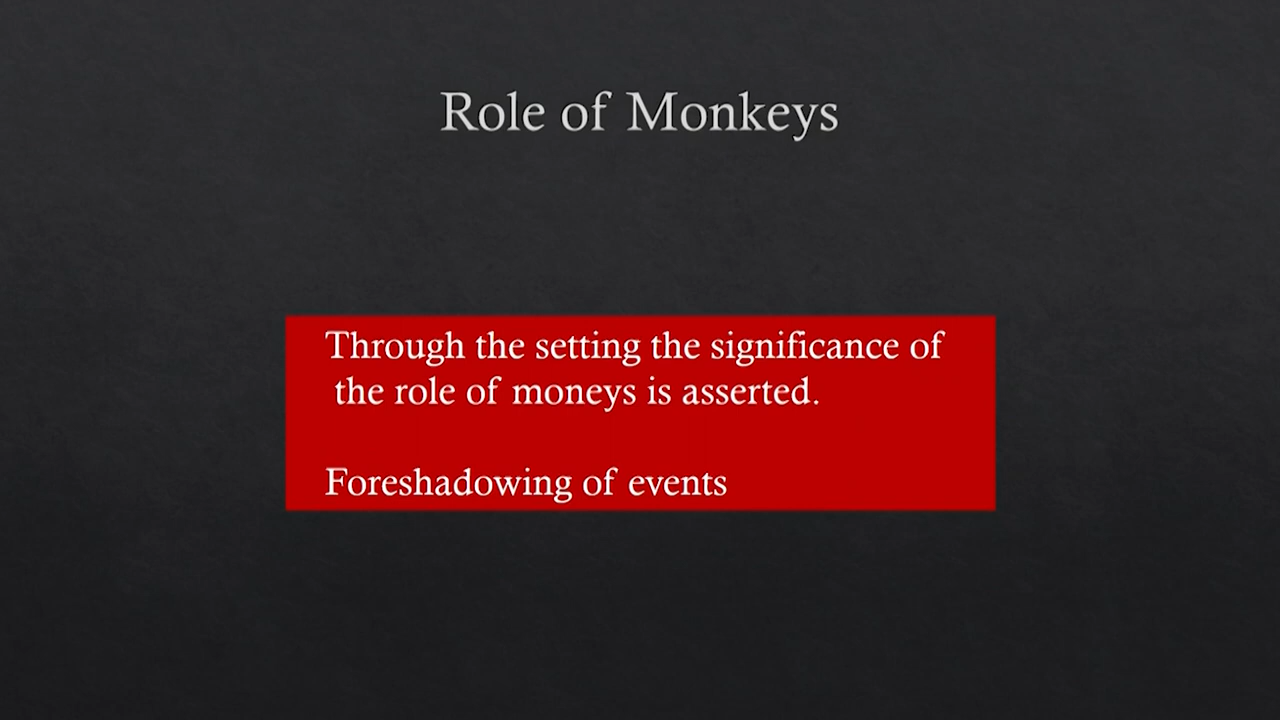 Role of Monkeys
Through the setting the significance of
the role of moneys is asserted.
Foreshadowing of events